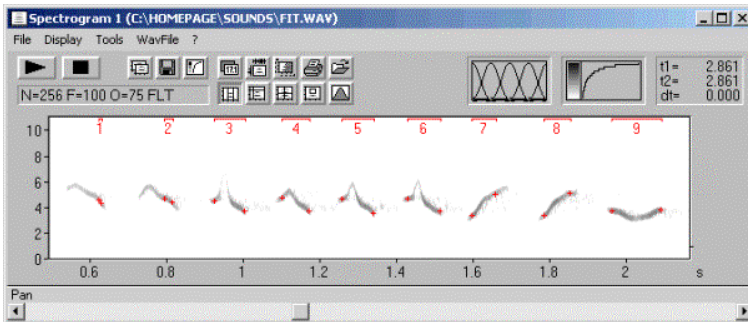 Spectrogram 1 (C:\HOMEPAGE\SOUNDS\FIT.WAV)
File Display Tools WavFile ?
t1= 2.861
t2= 2.861
dt= 0.000
N=256 F=100 O=75 FLT
1 2 3 4 5 6 7 8 9
10
8
6
4
2
0
0.6 0.8 1 1.2 1.4 1.6 1.8 2 s
Pan